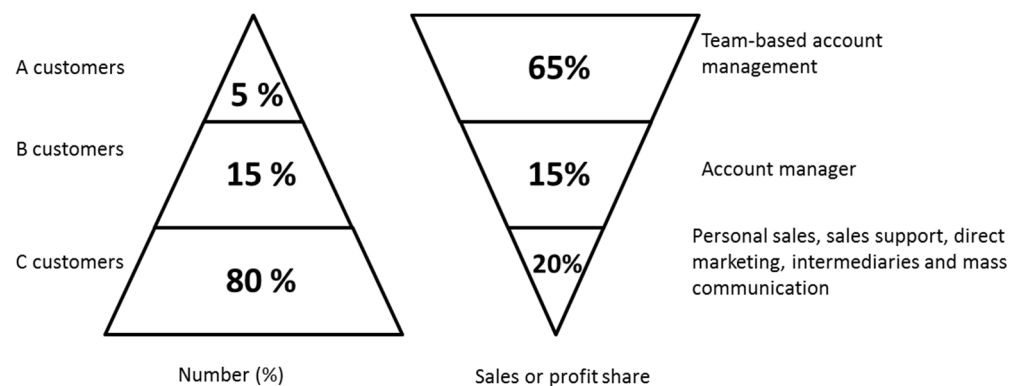 A customers
5 %
65%
Team-based account
management
B customers
15 %
15%
Account manager
C customers
80 %
20%
Personal sales, sales support, direct
marketing, intermediaries and mass
communication
Number (%)
Sales or profit share